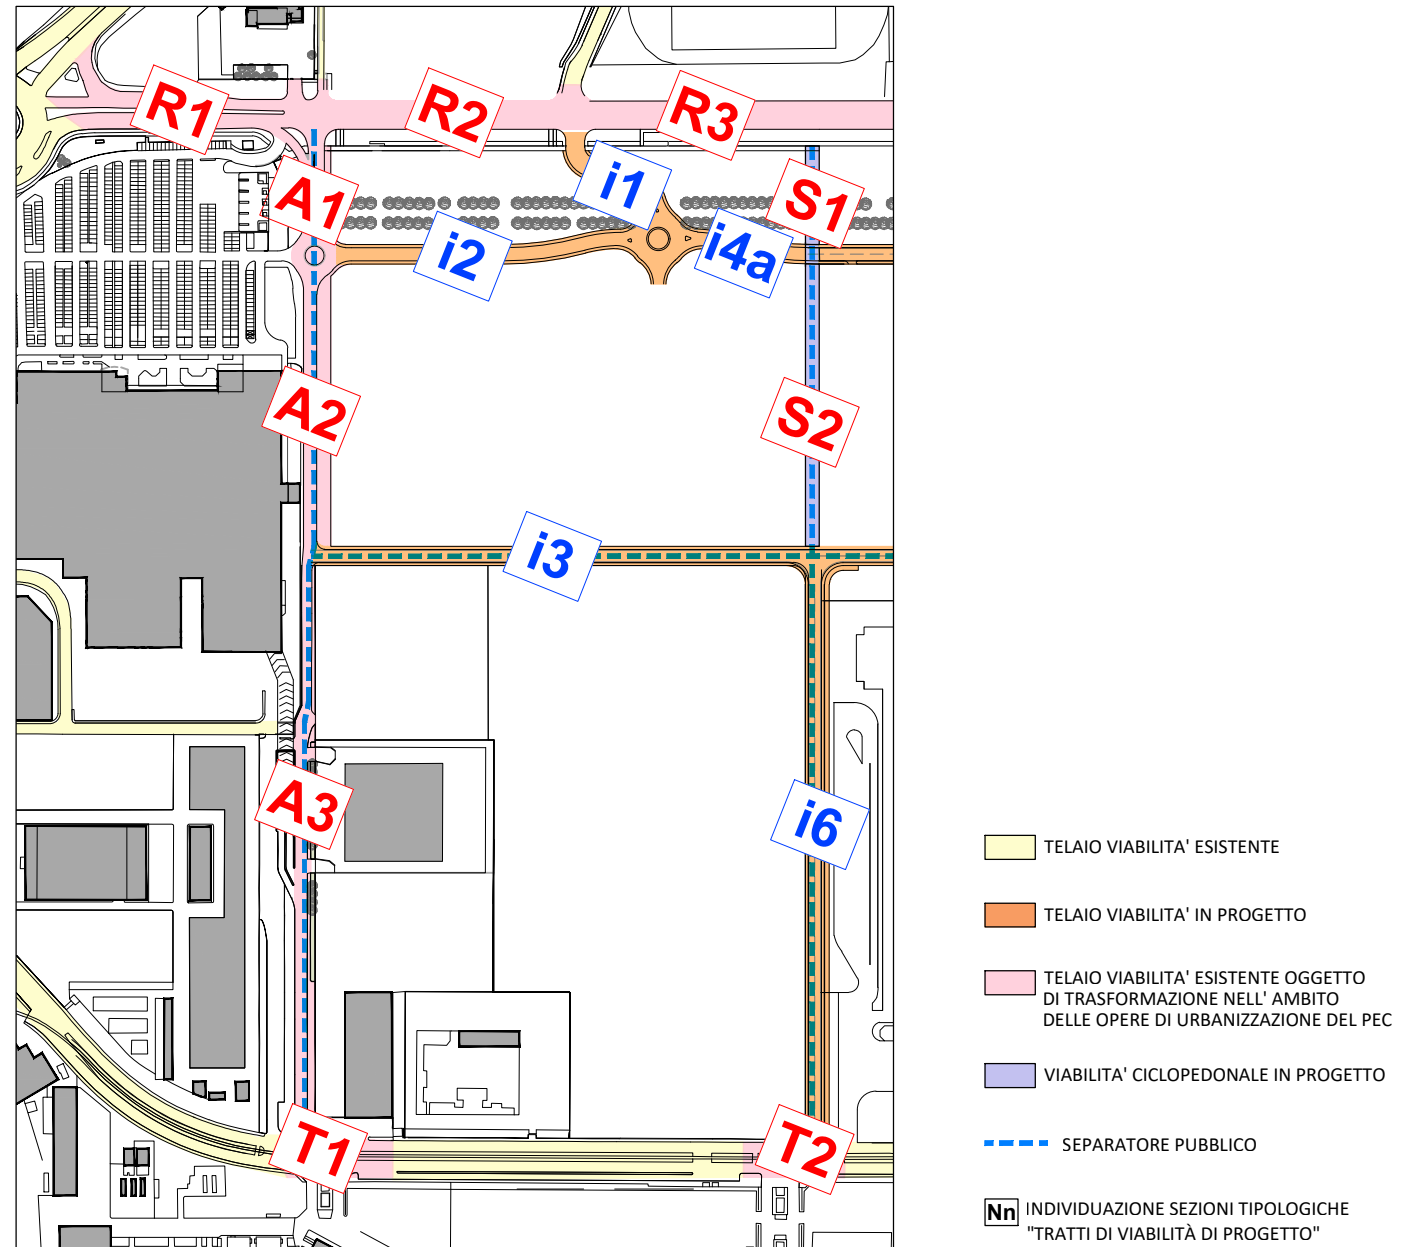 R1
R2
R3
A1
i1
S1
i2
i4a
A2
S2
i3
A3
i6
T1
T2
TELAIO VIABILITA' ESISTENTE
TELAIO VIABILITA' IN PROGETTO
TELAIO VIABILITA' ESISTENTE OGGETTO
DI TRASFORMAZIONE NELL' AMBITO
DELLE OPERE DI URBANIZZAZIONE DEL PEC
VIABILITA' CICLOPEDONALE IN PROGETTO
SEPARATORE PUBBLICO
Nn INDIVIDUAZIONE SEZIONI TIPOLOGICHE
"TRATTI DI VIABILITÀ DI PROGETTO"